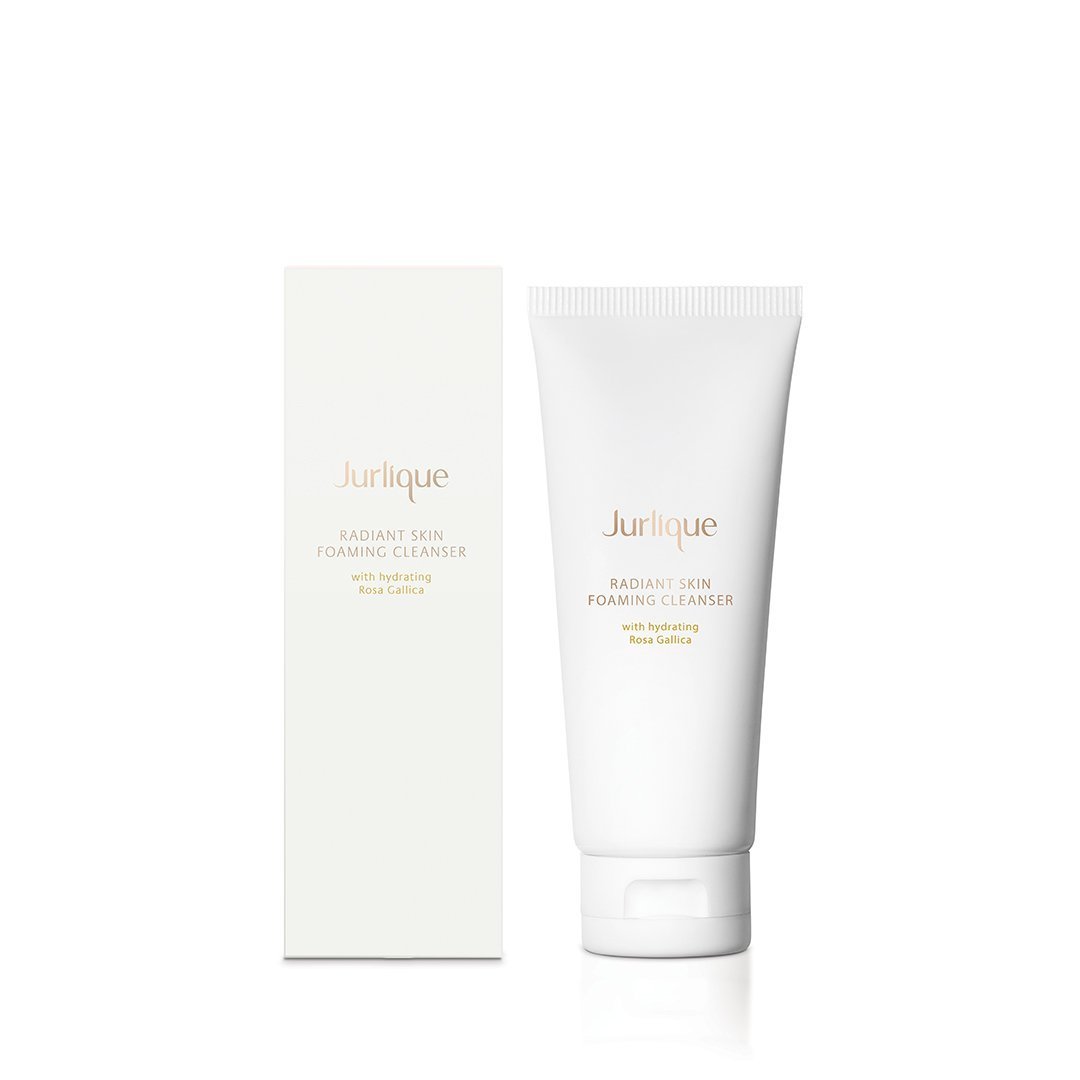 Jurlique
RADIANT SKIN
FOAMING CLEANSER
with hydrating
Rosa Gallica
Jurlique
RADIANT SKIN
FOAMING CLEANSER
with hydrating
Rosa Gallica